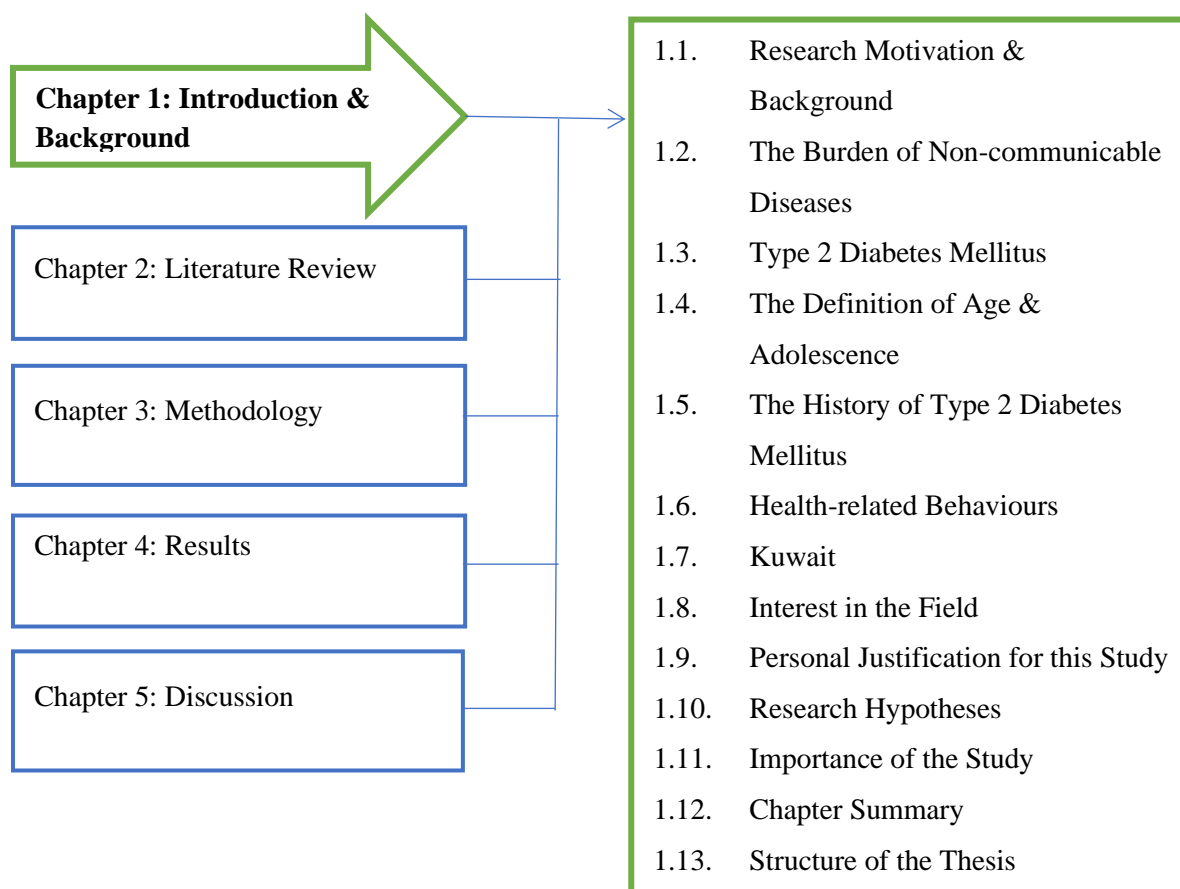 Chapter 1: Introduction &
Background
Chapter 2: Literature Review
Chapter 3: Methodology
Chapter 4: Results
Chapter 5: Discussion
1.1. Research Motivation &
Background
1.2. The Burden of Non-communicable
Diseases
1.3. Type 2 Diabetes Mellitus
1.4. The Definition of Age &
Adolescence
1.5. The History of Type 2 Diabetes
Mellitus
1.6. Health-related Behaviours
1.7. Kuwait
1.8. Interest in the Field
1.9. Personal Justification for this Study
1.10. Research Hypotheses
1.11. Importance of the Study
1.12. Chapter Summary
1.13. Structure of the Thesis